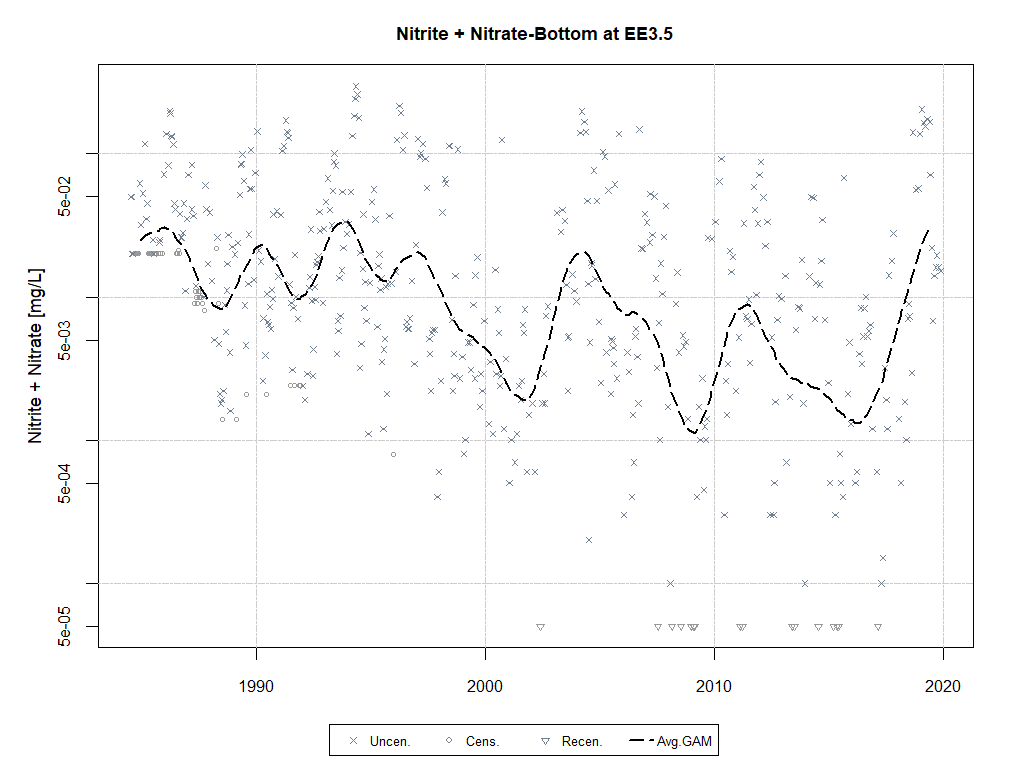 Nitrite + Nitrate-Bottom at EE3.5
Nitrite + Nitrate [mg/L]
5e-02
5e-03
5e-04
5e-05
1990 2000 2010 2020
Uncen. Cens. Recen. Avg.GAM